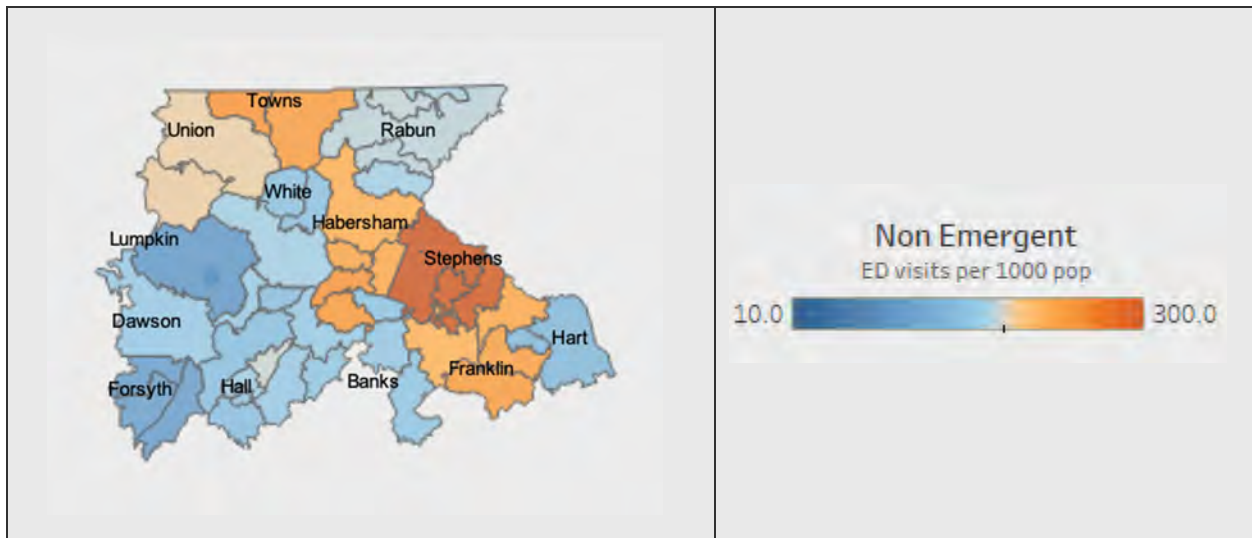 Towns
Union
Rabun
White
Habersham
Lumpkin
Stephens
Dawson
Hart
Franklin
Forsyth
Hall
Banks
Non Emergent
ED visits per 1000 pop
10.0
300.0